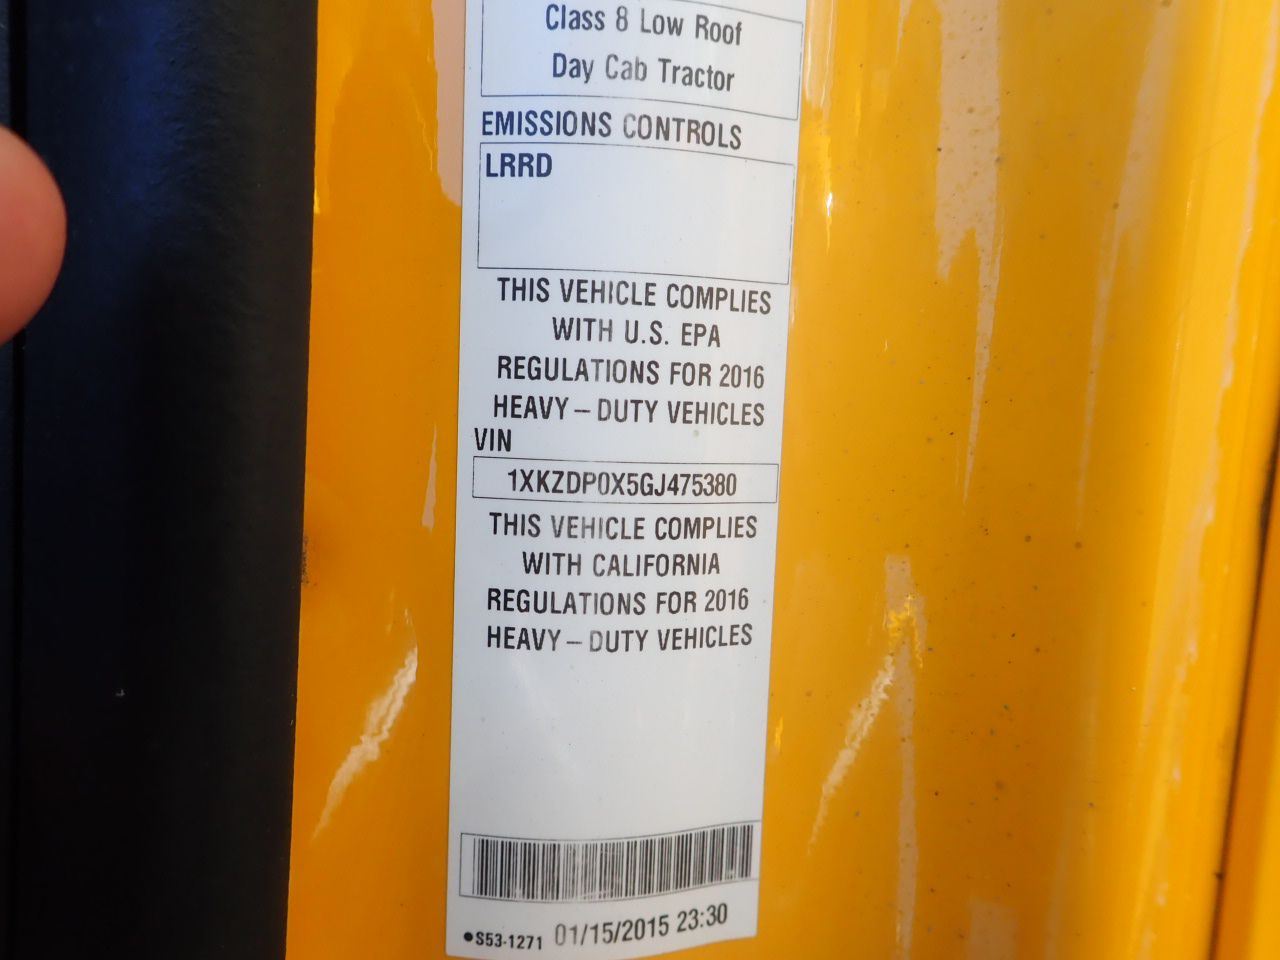 Class 8 Low Roof
Day Cab Tractor
EMISSIONS CONTROLS
LRRD
THIS VEHICLE COMPLIES
WITH U.S. EPA
REGULATIONS FOR 2016
HEAVY – DUTY VEHICLES
VIN
1XKZDP0X5GJ475380
THIS VEHICLE COMPLIES
WITH CALIFORNIA
REGULATIONS FOR 2016
HEAVY – DUTY VEHICLES
●S53-1271 01/15/2015 23:30